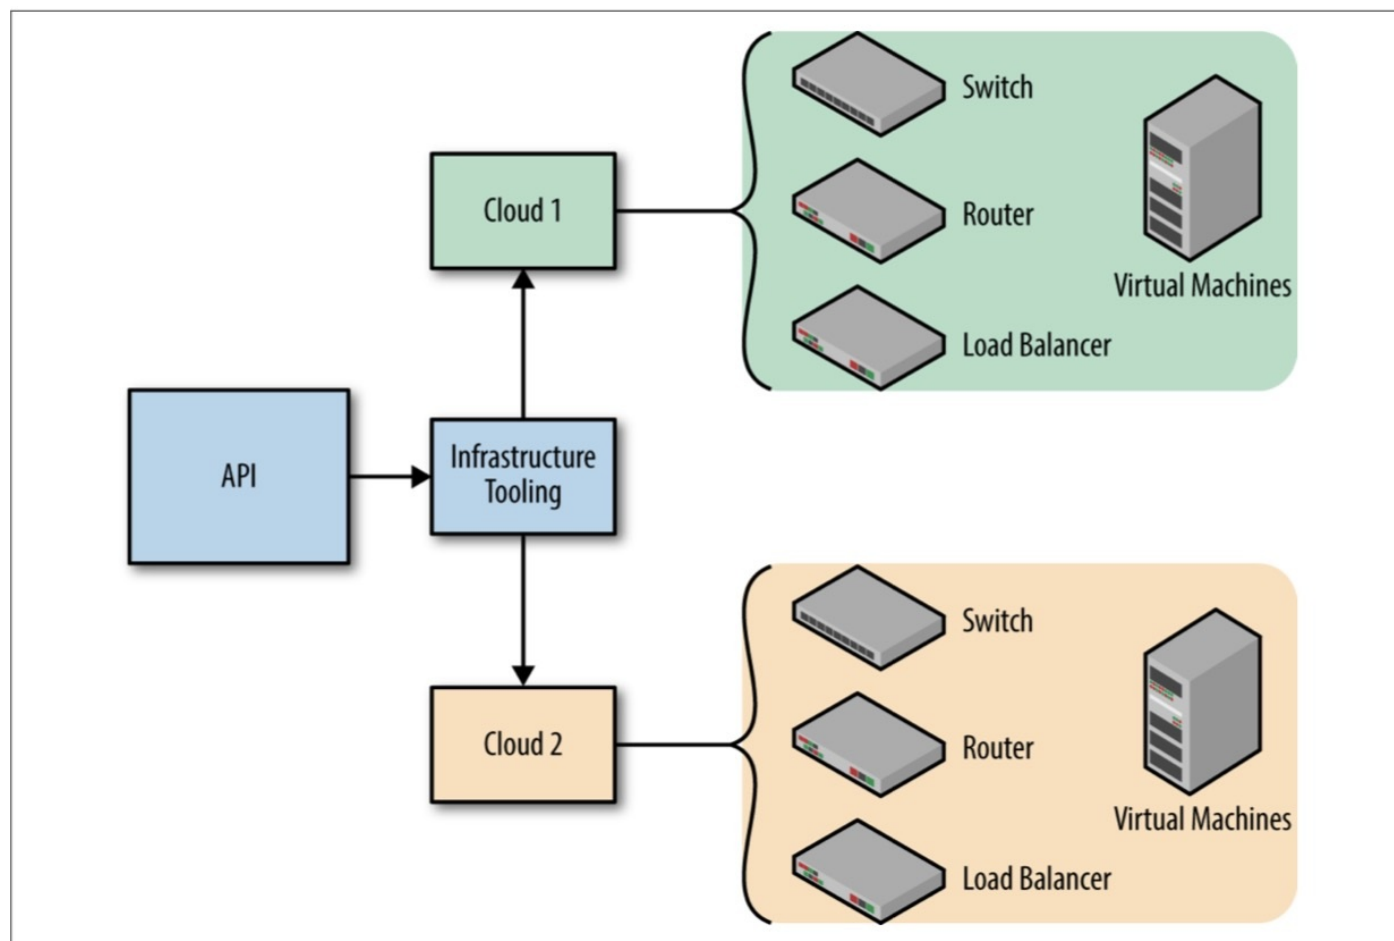 Switch
Cloud 1
Router
Virtual Machines
Load Balancer
API
Infrastructure
Tooling
Switch
Cloud 2
Router
Virtual Machines
Load Balancer